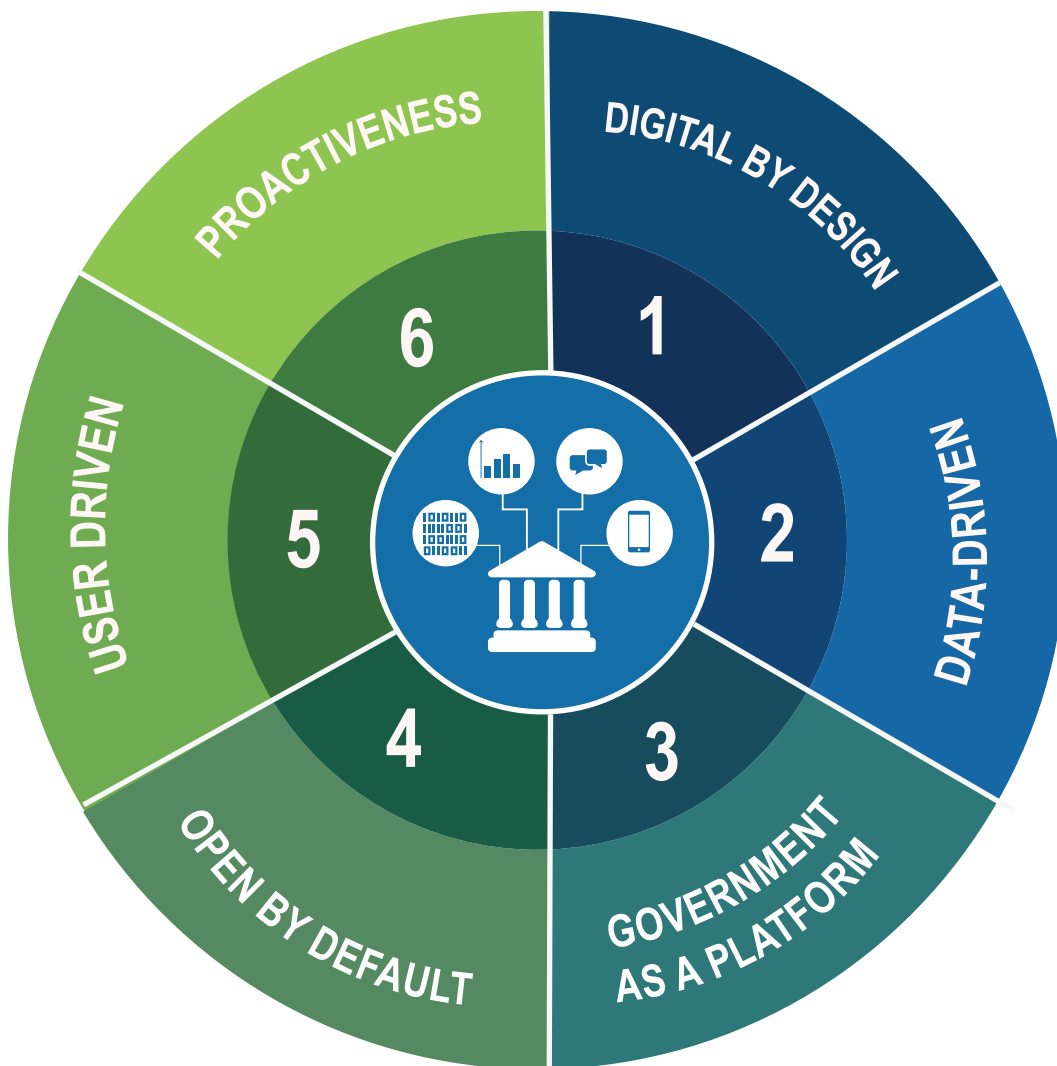 1
DIGITAL BY DESIGN
2
DATA-DRIVEN
3
GOVERNMENT
AS A PLATFORM
4
OPEN BY DEFAULT
5
USER DRIVEN
6
PROACTIVENESS